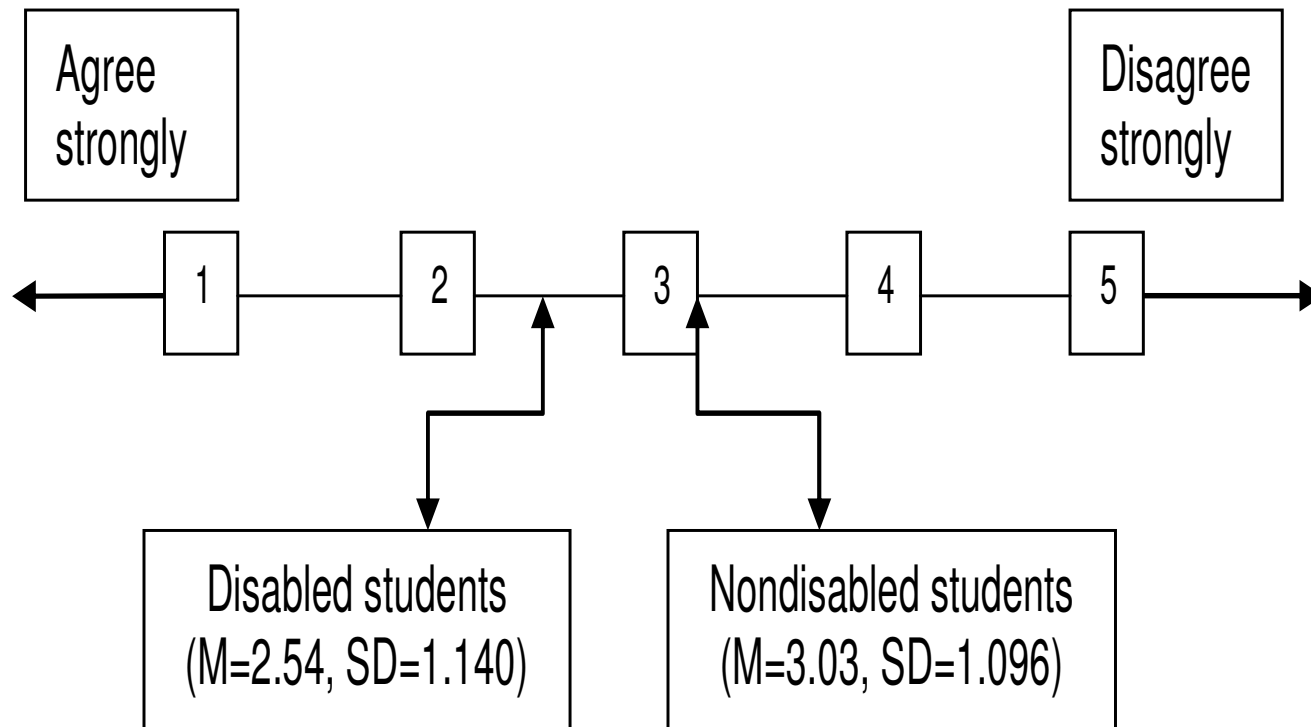 Agree
strongly
Disagree
strongly
1
2
3
4
5
Disabled students
(M=2.54, SD=1.140)
Nondisabled students
(M=3.03, SD=1.096)